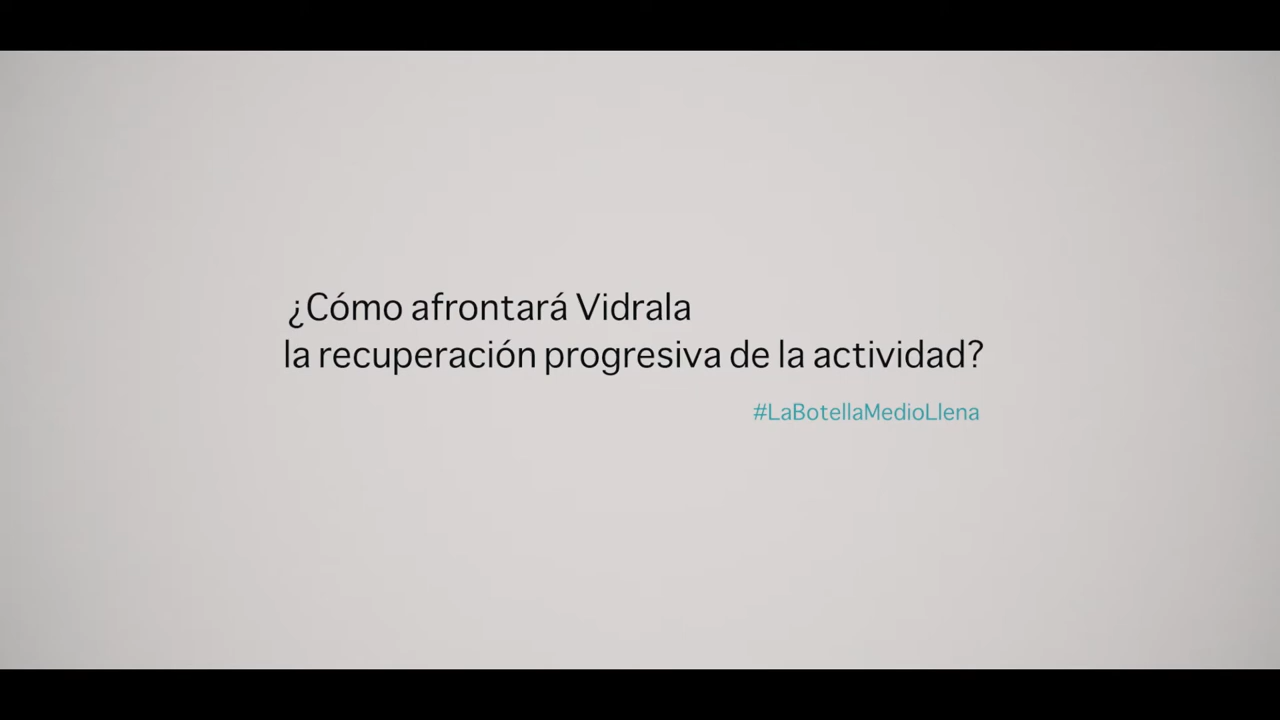 ¿Cómo afrontará Vidrala
la recuperación progresiva de la actividad?
#LaBotellaMedioLlena